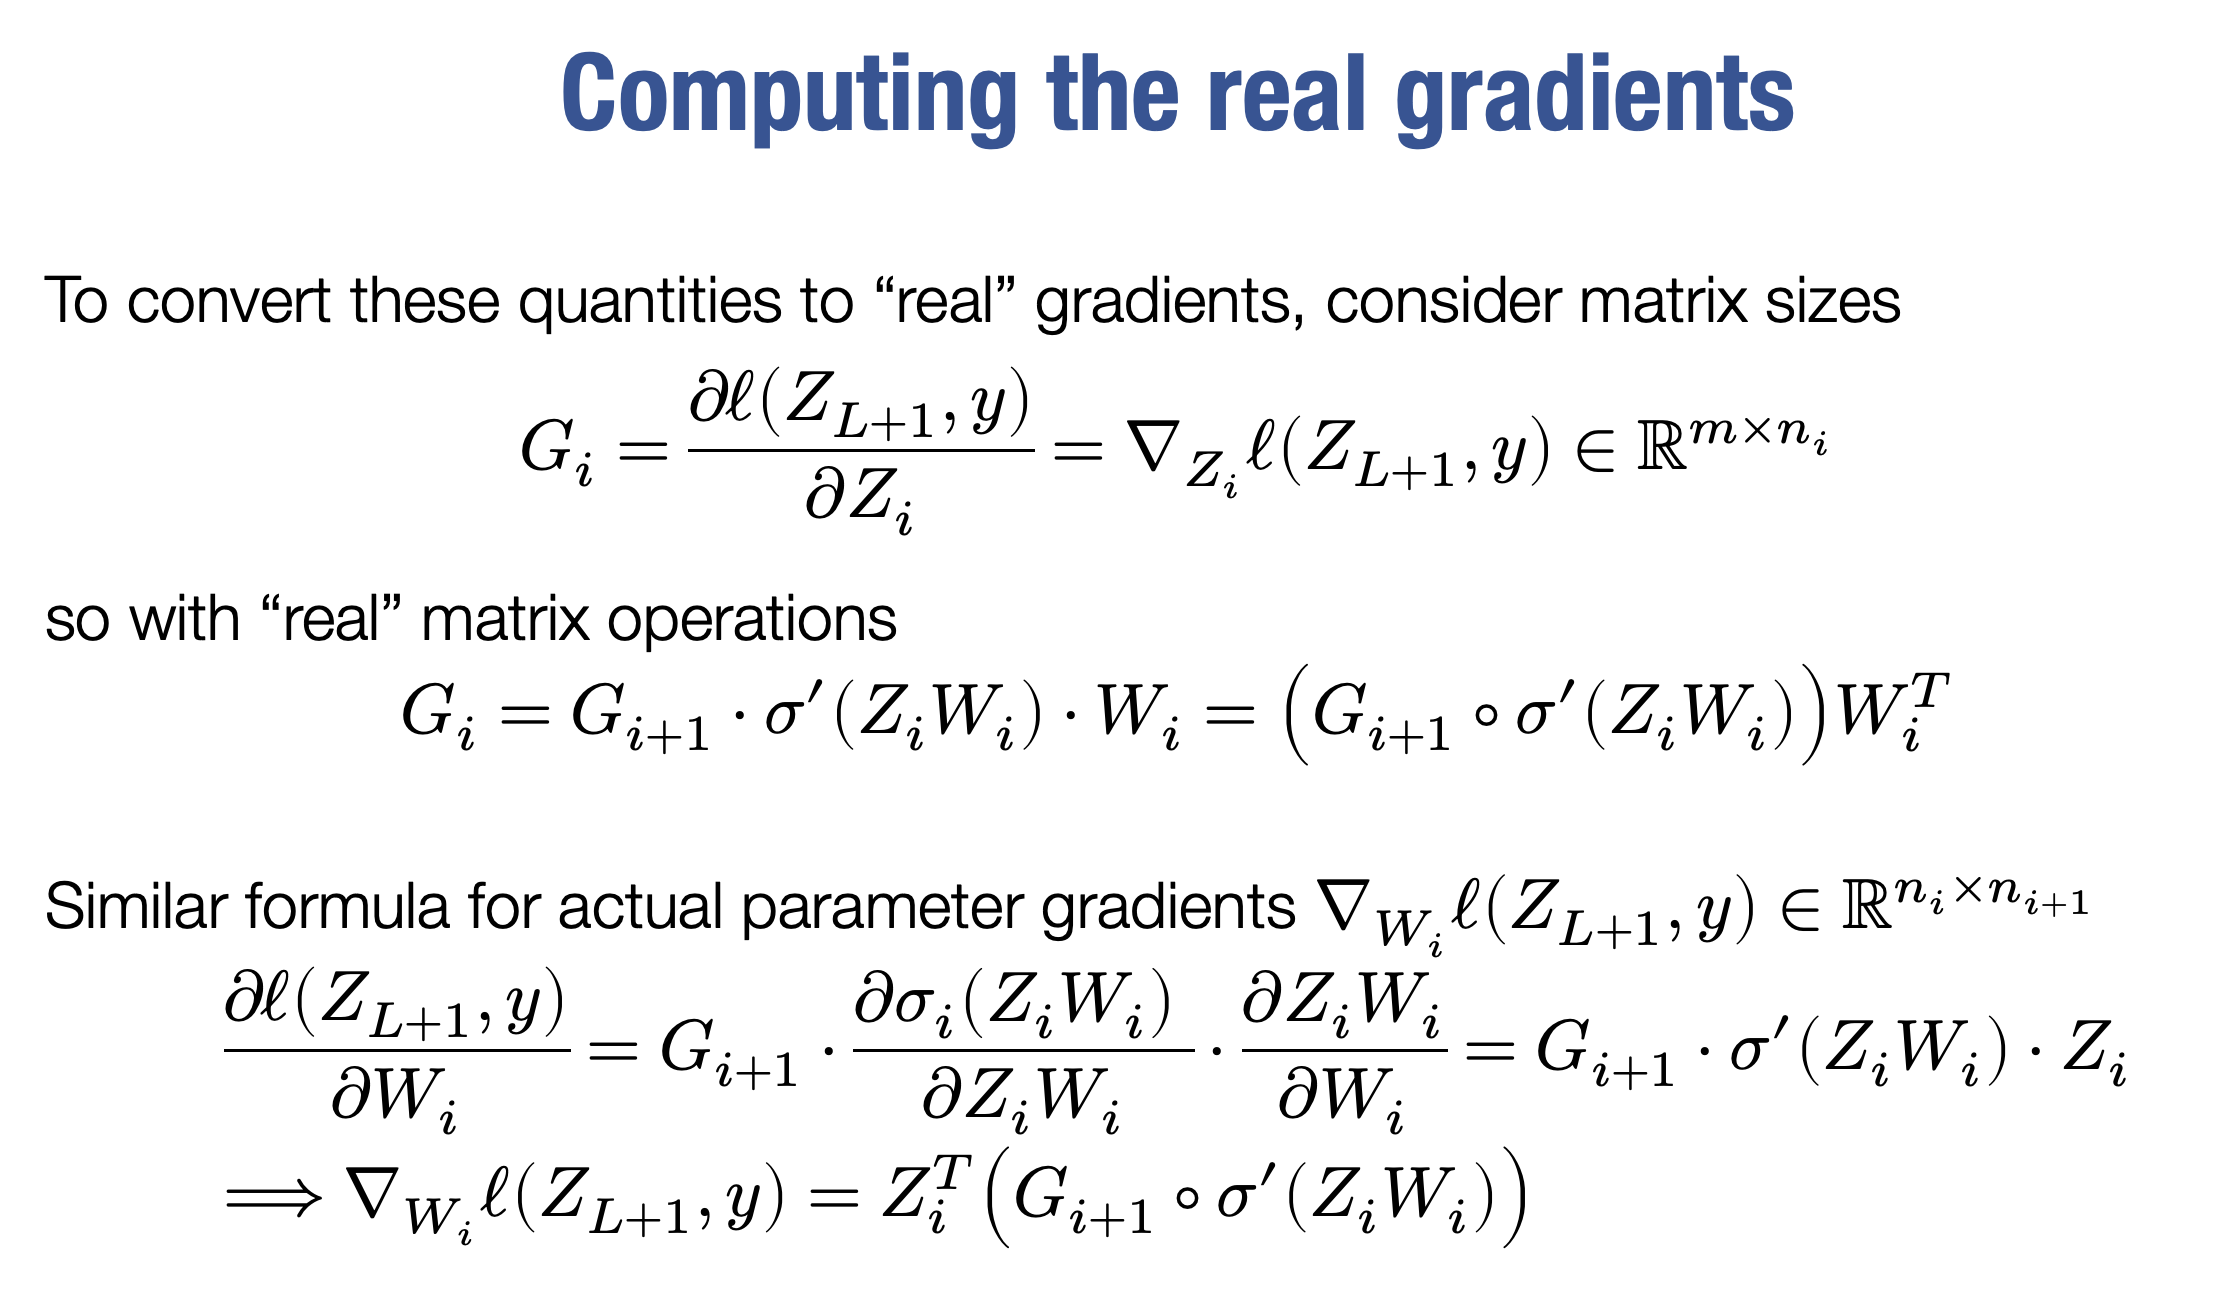 Computing the real gradients
To convert these quantities to “real” gradients, consider matrix sizes
$G_i = \frac{\partial \ell(Z_{L+1}, y)}{\partial Z_i} = \nabla_{Z_i} \ell(Z_{L+1}, y) \in \mathbb{R}^{m \times n_i}$
so with “real” matrix operations
$G_i = G_{i+1} \cdot \sigma'(Z_i W_i) \cdot W_i = \left( G_{i+1} \circ \sigma'(Z_i W_i) \right) W_i^T$
Similar formula for actual parameter gradients $\nabla_{W_i} \ell(Z_{L+1}, y) \in \mathbb{R}^{n_i \times n_{i+1}}$
$\frac{\partial \ell(Z_{L+1}, y)}{\partial W_i} = G_{i+1} \cdot \frac{\partial \sigma_i(Z_i W_i)}{\partial Z_i W_i} \cdot \frac{\partial Z_i W_i}{\partial W_i} = G_{i+1} \cdot \sigma'(Z_i W_i) \cdot Z_i$
$\Longrightarrow \nabla_{W_i} \ell(Z_{L+1}, y) = Z_i^T \left( G_{i+1} \circ \sigma'(Z_i W_i) \right)$